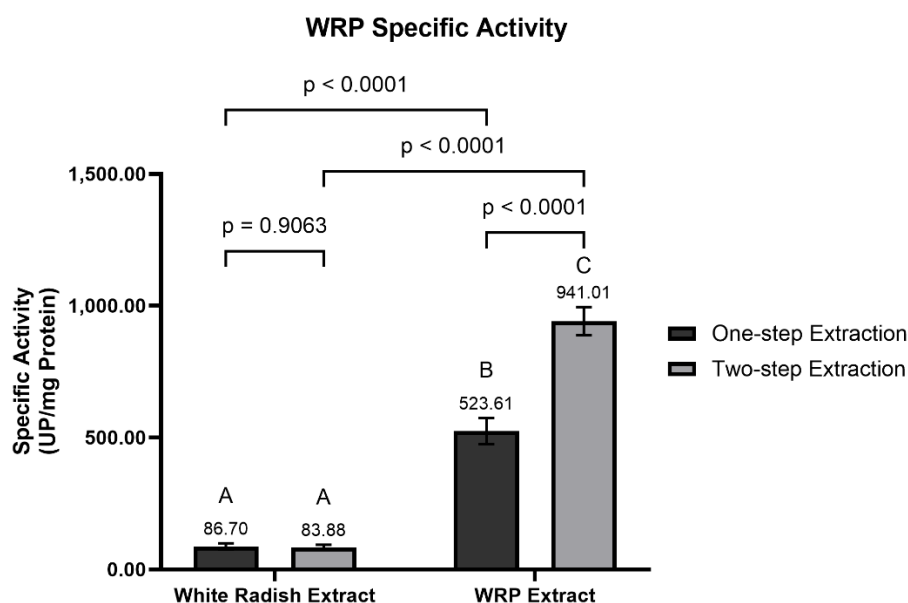 WRP Specific Activity
p < 0.0001
p < 0.0001
p < 0.0001
p = 0.9063
1,500.00
1,000.00
500.00
0.00
Specific Activity
(UP/mg Protein)
A
86.70
A
83.88
B
523.61
C
941.01
White Radish Extract
WRP Extract
One-step Extraction
Two-step Extraction